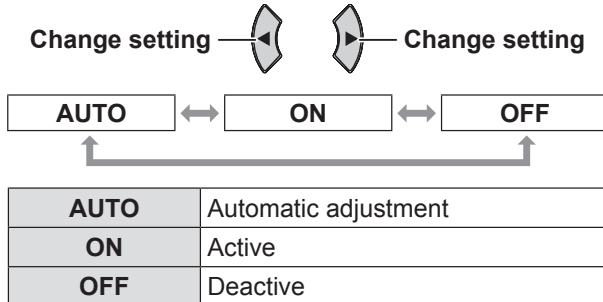 Change setting Change setting
AUTO ON OFF
AUTO Automatic adjustment
ON Active
OFF Deactive